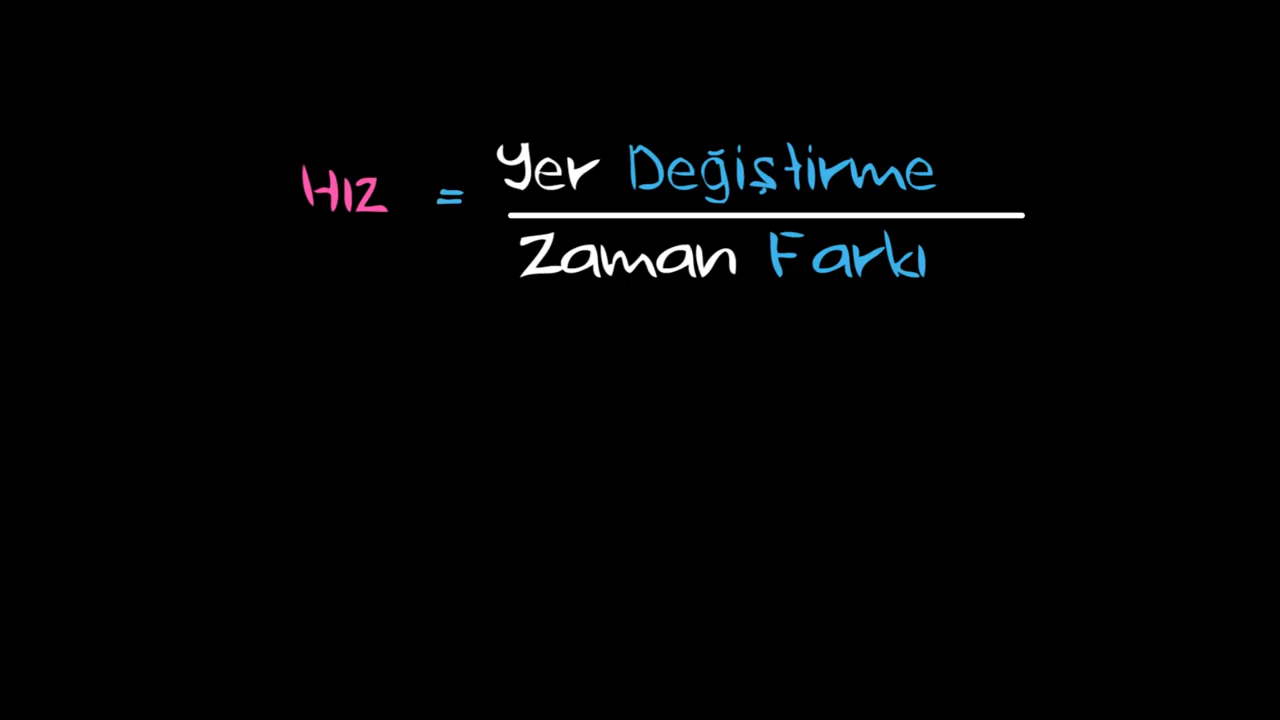 Hız = Yer Değiştirme
Zaman Farkı